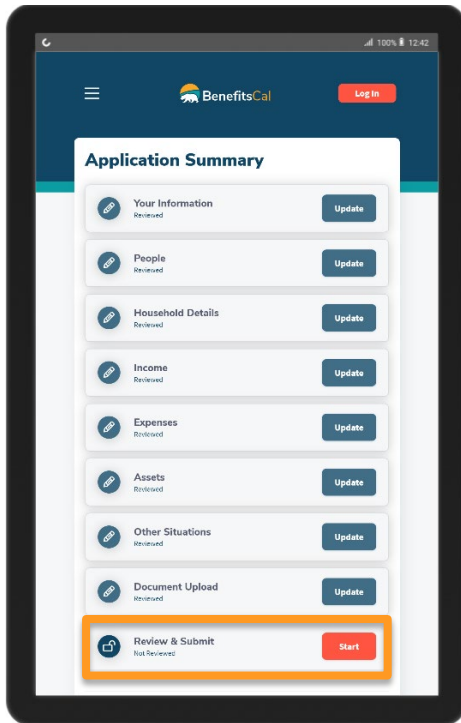 100% 12:42
BenefitsCal
Log In
Application Summary
Your Information
Reviewed
Update
People
Reviewed
Update
Household Details
Reviewed
Update
Income
Reviewed
Update
Expenses
Reviewed
Update
Assets
Reviewed
Update
Other Situations
Reviewed
Update
Document Upload
Reviewed
Update
Review & Submit
Not Reviewed
Start